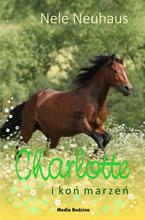 Nele Neuhaus
Charlotte
i koń marzeń
Media Rodzina